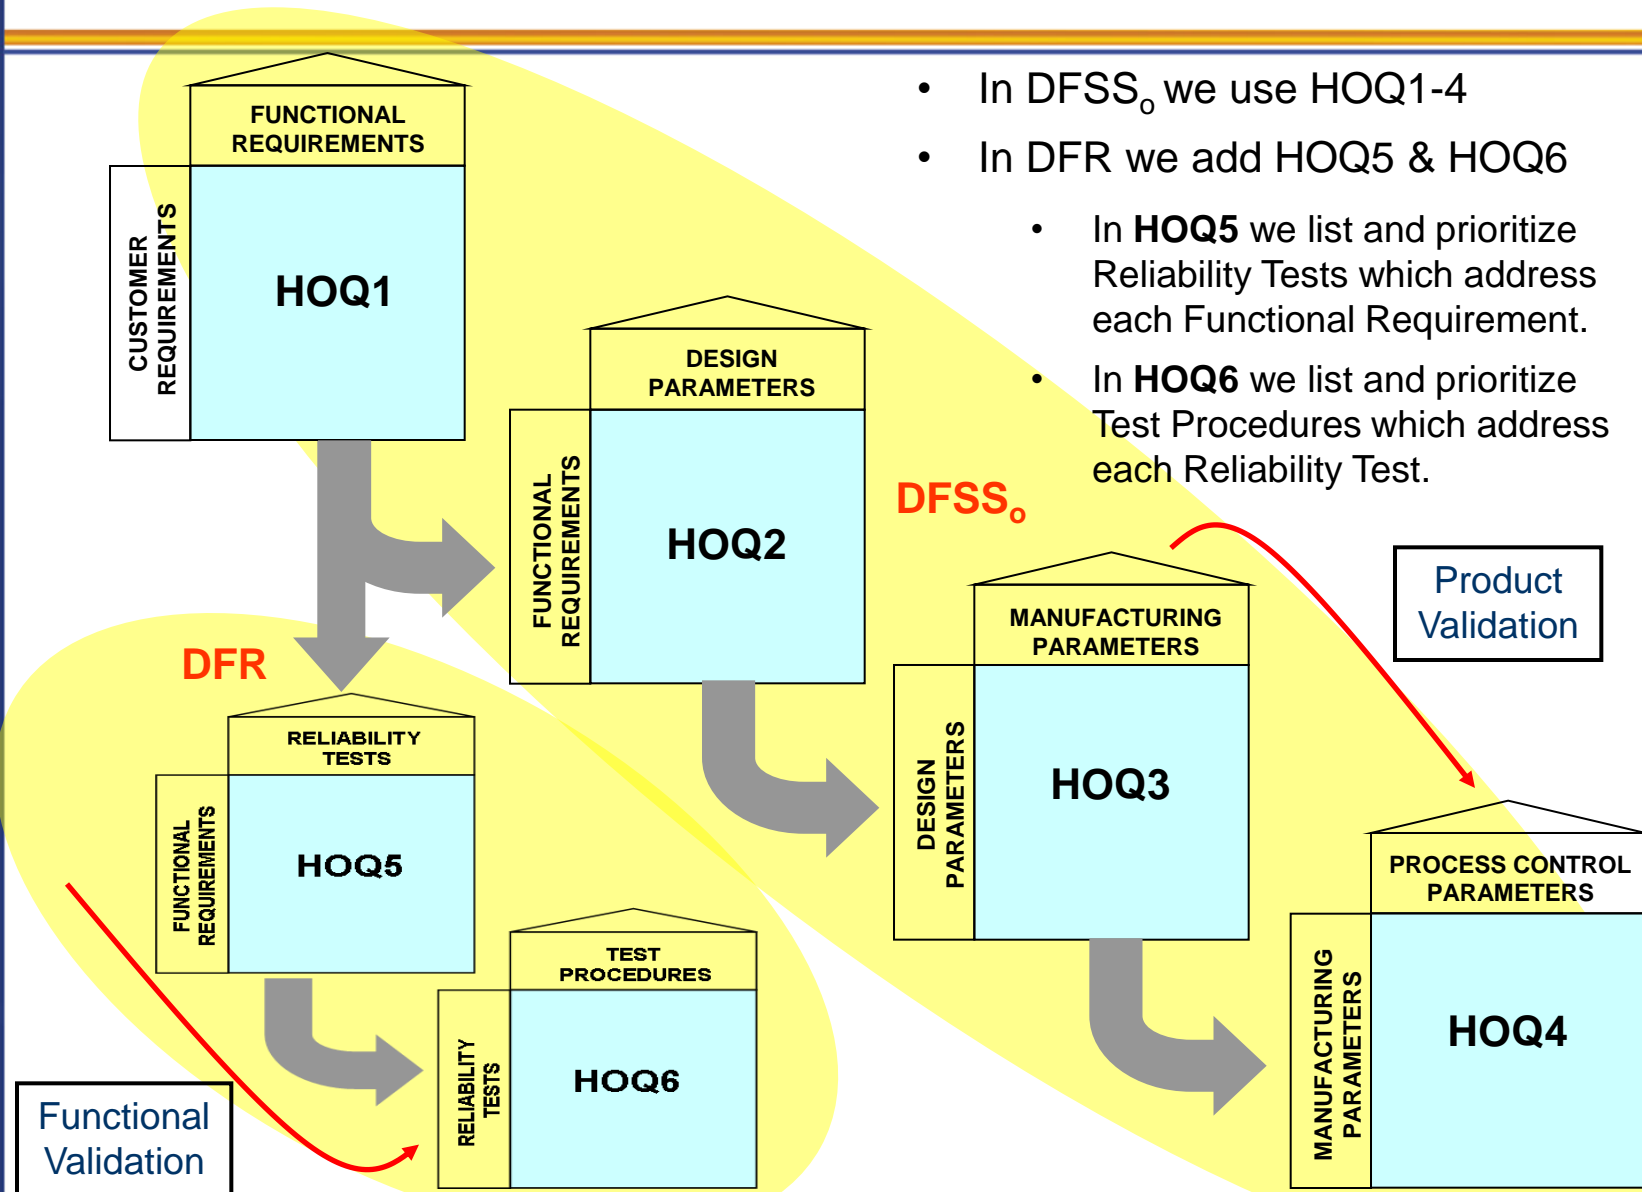 • In DFSSo we use HOQ1-4
• In DFR we add HOQ5 & HOQ6
• In HOQ5 we list and prioritize
Reliability Tests which address
each Functional Requirement.
• In HOQ6 we list and prioritize
Test Procedures which address
each Reliability Test.
FUNCTIONAL
REQUIREMENTS
CUSTOMER
REQUIREMENTS
HOQ1
DESIGN
PARAMETERS
FUNCTIONAL
REQUIREMENTS
HOQ2
DFSSo
MANUFACTURING
PARAMETERS
DESIGN
PARAMETERS
HOQ3
Product
Validation
PROCESS CONTROL
PARAMETERS
MANUFACTURING
PARAMETERS
HOQ4
DFR
RELIABILITY
TESTS
FUNCTIONAL
REQUIREMENTS
HOQ5
TEST
PROCEDURES
RELIABILITY
TESTS
HOQ6
Functional
Validation